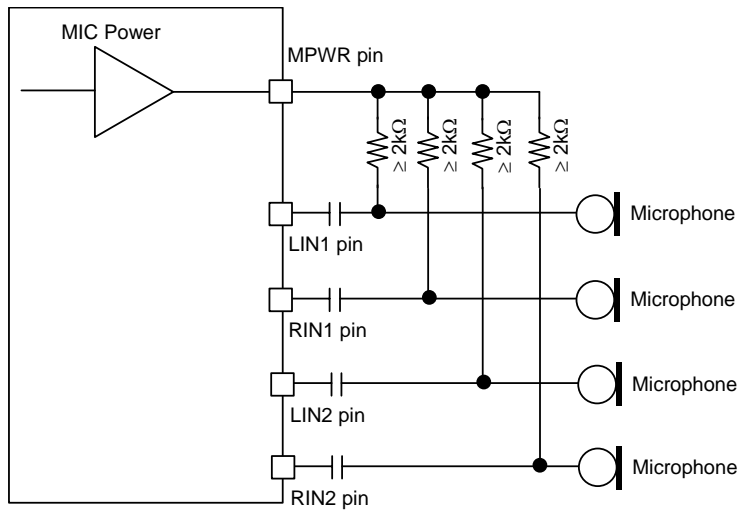 MIC Power
MPWR pin
≥ 2kΩ
≥ 2kΩ
≥ 2kΩ
≥ 2kΩ
LIN1 pin
Microphone
RIN1 pin
Microphone
LIN2 pin
Microphone
RIN2 pin
Microphone